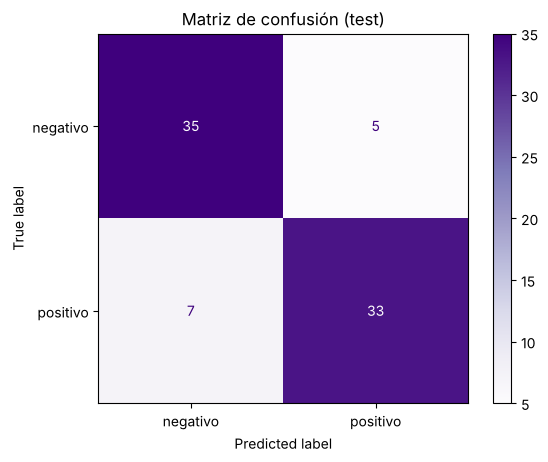 Matriz de confusión (test)
35
negativo
35
5
30
25
True label
20
15
positivo
7
33
10
5
negativo
positivo
Predicted label